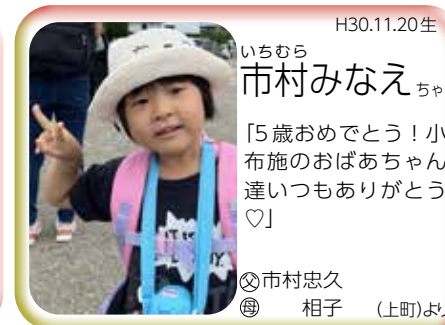 H30.11.20生
いちむら
市村みなえちゃ
「5歳おめでとう！小
布施のおばあちゃん
達いつもありがとう
♡」
㊛市村忠久
㊊　相子　(上町)より